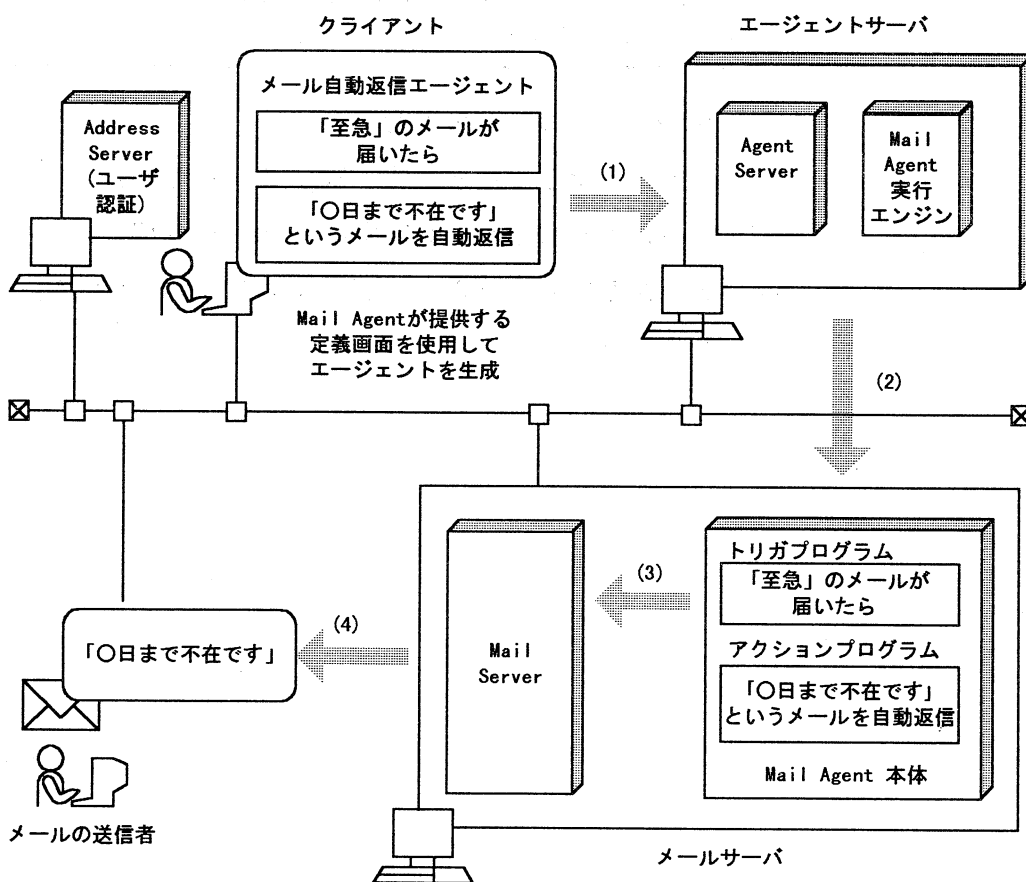 クライアント
エージェントサーバ
Address
Server
(ユーザ
認証)
メール自動返信エージェント
「至急」のメールが
届いたら
「〇日まで不在です」
というメールを自動返信
(1)
Agent
Server
Mail
Agent
実行
エンジン
Mail Agentが提供する
定義画面を使用して
エージェントを生成
(2)
Mail
Server
(3)
トリガプログラム
「至急」のメールが
届いたら
アクションプログラム
「〇日まで不在です」
というメールを自動返信
Mail Agent 本体
(4)
「〇日まで不在です」
メールの送信者
メールサーバ